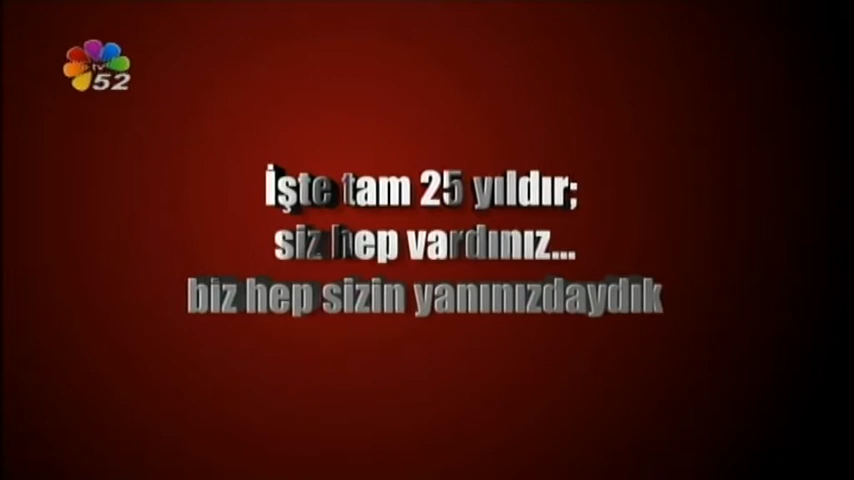 tv
52
İşte tam 25 yıldır;
siz hep vardınız...
biz hep sizin yanınızdaydık